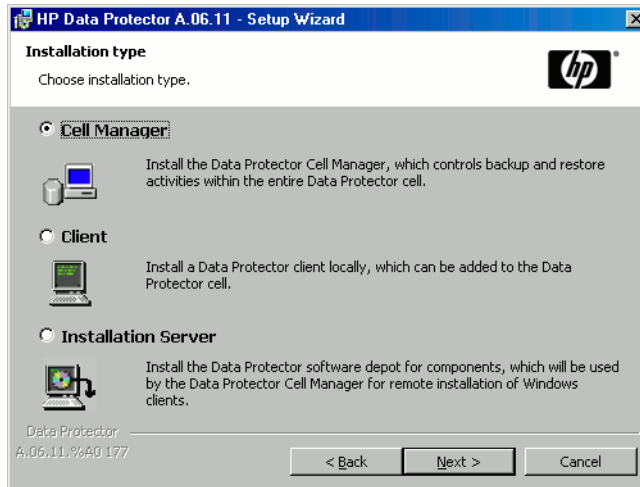 HP Data Protector A.06.11 - Setup Wizard
Installation type
Choose installation type.
hp
Cell Manager
Install the Data Protector Cell Manager, which controls backup and restore
activities within the entire Data Protector cell.
Client
Install a Data Protector client locally, which can be added to the Data
Protector cell.
Installation Server
Install the Data Protector software depot for components, which will be used
by the Data Protector Cell Manager for remote installation of Windows
clients.
Data Protector
A.06.11.%A0 177
< Back Next > Cancel